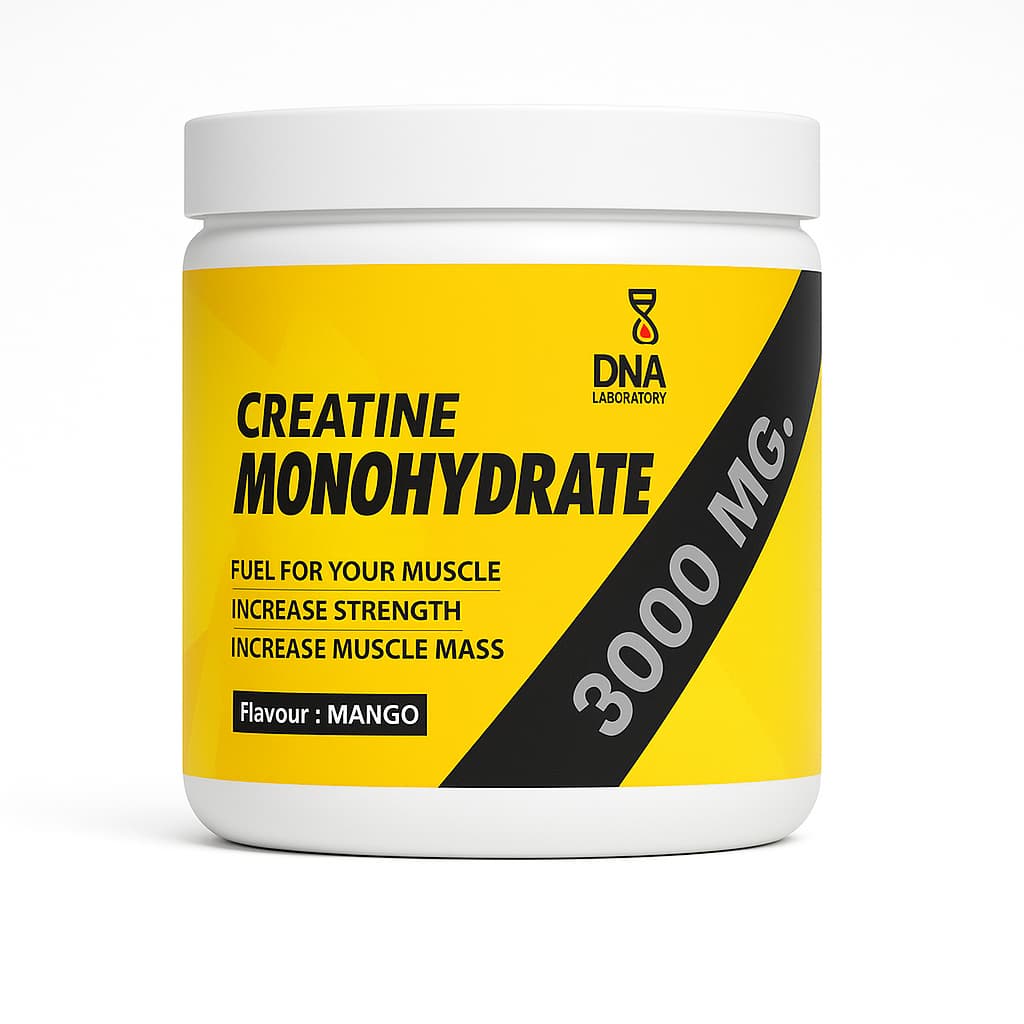 DNA
LABORATORY
CREATINE
MONOHYDRATE
FUEL FOR YOUR MUSCLE
INCREASE STRENGTH
INCREASE MUSCLE MASS
Flavour : MANGO
3000 MG.